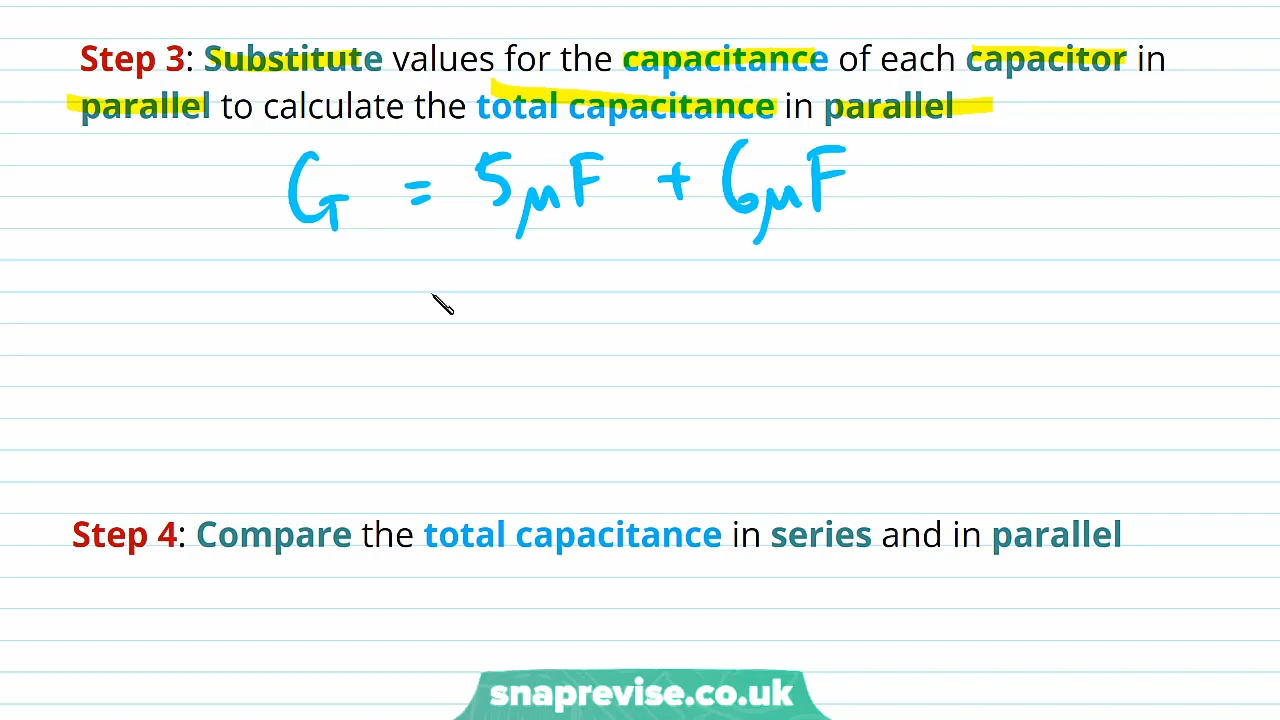 Step 3: Substitute values for the capacitance of each capacitor in
parallel to calculate the total capacitance in parallel
G = 5μF + 6μF
Step 4: Compare the total capacitance in series and in parallel
snaprevise.co.uk